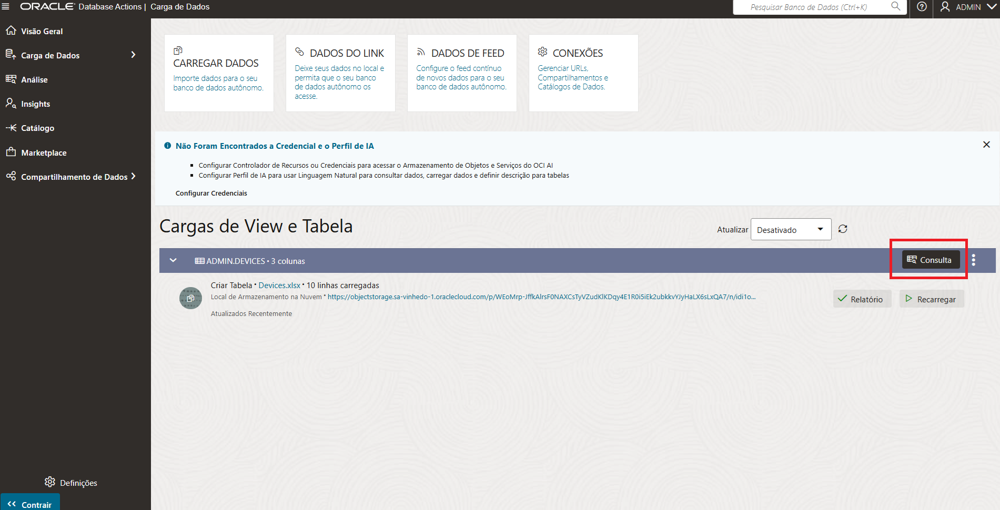 ORACLE Database Actions | Carga de Dados
Pesquisar Banco de Dados (Ctrl+K)
ADMIN
Visão Geral
Carga de Dados
Análise
Insights
Catálogo
Marketplace
Compartilhamento de Dados
Definições
Contrair
CARREGAR DADOS
Importe dados para o seu
banco de dados autônomo.
DADOS DO LINK
Deixe seus dados no local e
permita que o seu banco
de dados autônomo os
acesse.
DADOS DE FEED
Configure o feed contínuo
de novos dados para o seu
banco de dados autônomo.
CONEXÕES
Gerenciar URLs,
Compartilhamentos e
Catálogos de Dados.
Não Foram Encontrados a Credencial e o Perfil de IA
Configurar Controlador de Recursos ou Credenciais para acessar o Armazenamento de Objetos e Serviços do OCI AI
Configurar Perfil de IA para usar Linguagem Natural para consultar dados, carregar dados e definir descrição para tabelas
Configurar Credenciais
Cargas de View e Tabela
Atualizar Desativado
ADMIN.DEVICES • 3 colunas
Consulta
Criar Tabela • Devices.xlsx • 10 linhas carregadas
Local de Armazenamento na Nuvem • https://objectstorage.sa-vinhedo-1.oraclecloud.com/p/WEoMrp-JffkAlrsF0NAXCsTyVZudKlKDqy4E1R0i5iEk2ubkkvYJyHaLX6sLxQA7/n/idi1o...
Atualizados Recentemente
Relatório
Recarregar